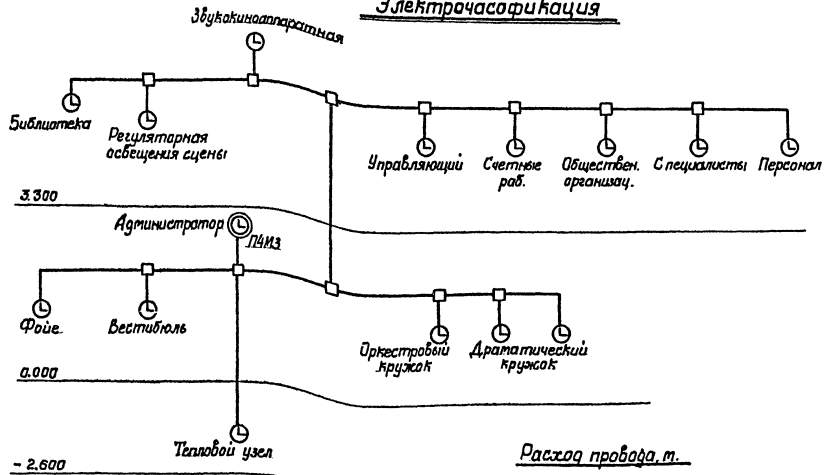 Электрочасофикация
Звукокиноаппаратная
Библиотека
Регуляторная
освещения сцены
Управляющий
Счетные
раб.
Обществен.
организац.
Специалисты
Персонал
3.300
Администратор
П4И3
Фойе
Вестибюль
Оркестровый
кружок
Драматический
кружок
0.000
Тепловой узел
- 2.600
Расход провода, м.